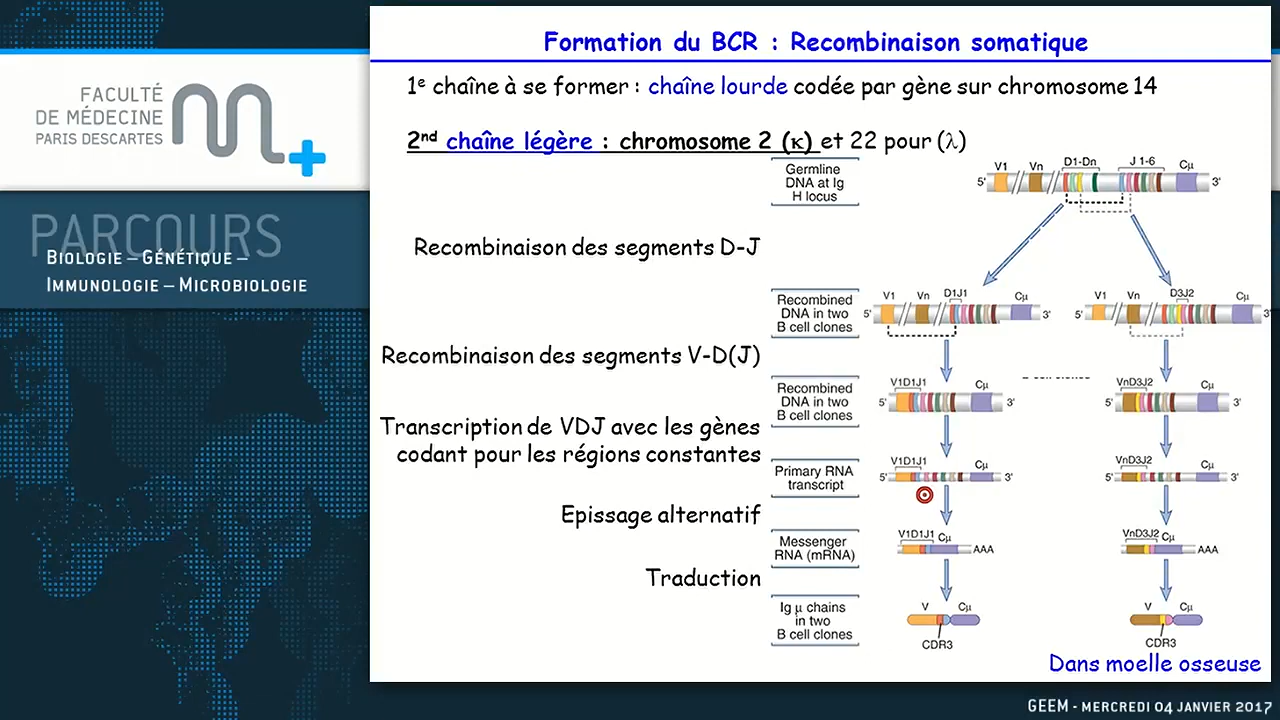 FACULTÉ
DE MÉDECINE
PARIS DESCARTES
PARCOURS
BIOLOGIE – GÉNÉTIQUE –
IMMUNOLOGIE – MICROBIOLOGIE
Formation du BCR : Recombinaison somatique
1e chaîne à se former : chaîne lourde codée par gène sur chromosome 14
2nd chaîne légère : chromosome 2 (κ) et 22 pour (λ)
Germline
DNA at Ig
H locus
V1 Vn D1-Dn J 1-6 Cμ
5' 3'
Recombinaison des segments D-J
Recombined
DNA in two
B cell clones
V1 Vn D1J1 Cμ
5' 3'
V1 Vn D3J2 Cμ
5' 3'
Recombinaison des segments V-D(J)
Recombined
DNA in two
B cell clones
V1D1J1 Cμ
5' 3'
VnD3J2 Cμ
5' 3'
Transcription de VDJ avec les gènes
codant pour les régions constantes
Primary RNA
transcript
V1D1J1 Cμ
5' 3'
VnD3J2 Cμ
5' 3'
Epissage alternatif
Messenger
RNA (mRNA)
V1D1J1 Cμ
AAA
VnD3J2 Cμ
AAA
Traduction
Ig μ chains
in two
B cell clones
V Cμ
CDR3
V Cμ
CDR3
Dans moelle osseuse
GEEM - MERCREDI 04 JANVIER 2017